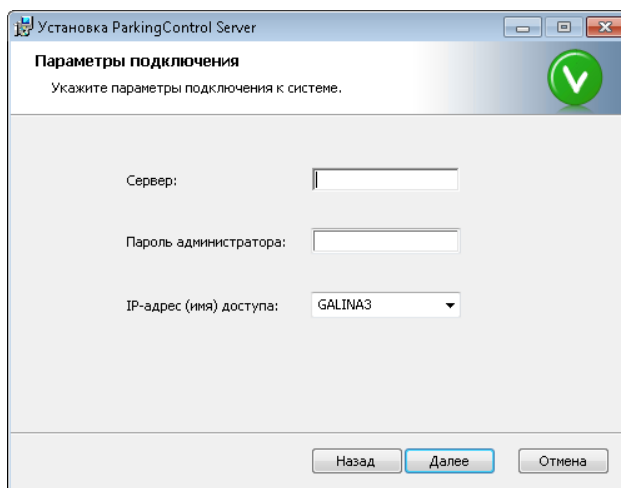 Установка ParkingControl Server
Параметры подключения
Укажите параметры подключения к системе.
Сервер:
Пароль администратора:
IP-адрес (имя) доступа: GALINA3
Назад Далее Отмена